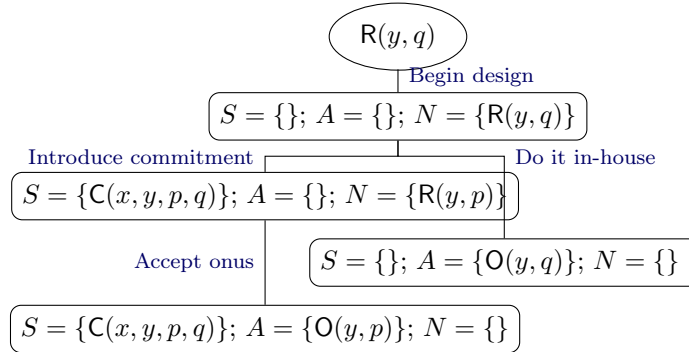 R(y, q)
Begin design
S = {}; A = {}; N = {R(y, q)}
Introduce commitment
Do it in-house
S = {C(x, y, p, q)}; A = {}; N = {R(y, p)}
Accept onus
S = {}; A = {O(y, q)}; N = {}
S = {C(x, y, p, q)}; A = {O(y, p)}; N = {}